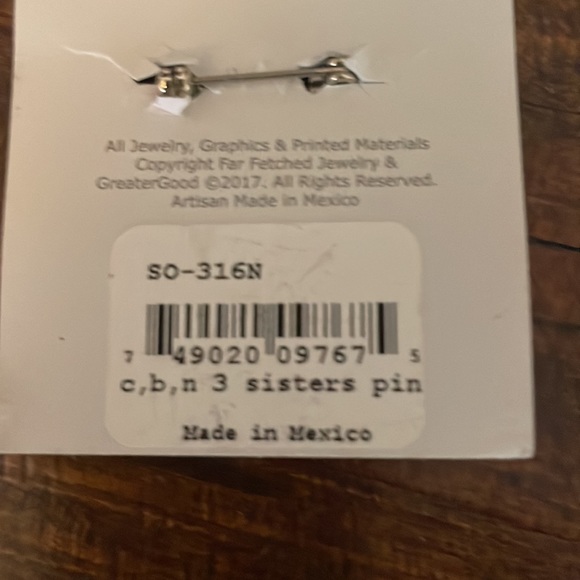 All Jewelry, Graphics & Printed Materials
Copyright Far Fetched Jewelry &
GreaterGood ©2017. All Rights Reserved.
Artisan Made in Mexico
SO-316N
7 49020 09767 5
c,b,n 3 sisters pin
Made in Mexico